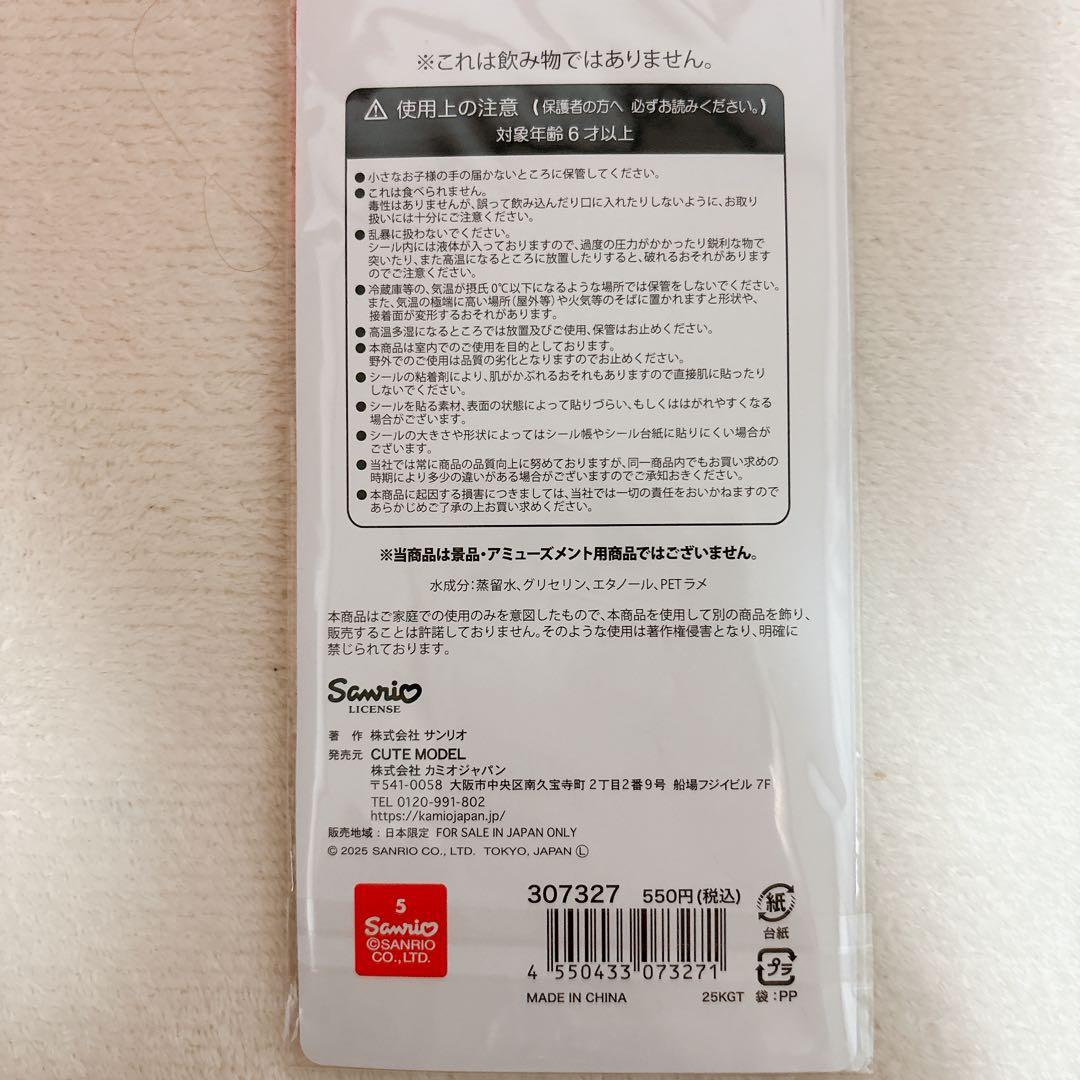 ※これは飲み物ではありません。
⚠ 使用上の注意 (保護者の方へ 必ずお読みください。)
対象年齢6才以上
●小さなお子様の手の届かないところに保管してください。
●これは食べられません。
毒性はありませんが、誤って飲み込んだり口に入れたりしないように、お取り
扱いには十分にご注意ください。
●乱暴に扱わないでください。
シール内には液体が入っておりますので、過度の圧力がかかったり鋭利な物で
突いたり、また高温になるところに放置したりすると、破れるおそれがあります
のでご注意ください。
●冷蔵庫等の、気温が摂氏0℃以下になるような場所では保管をしないでください。
また、気温の極端に高い場所(屋外等)や火気等のそばに置かれますと形状や、
接着面が変形するおそれがあります。
●高温多湿になるところでは放置及びご使用、保管はお止めください。
●本商品は室内でのご使用を目的としております。
野外でのご使用は品質の劣化となりますのでお止めください。
●シールの粘着剤により、肌がかぶれるおそれもありますので直接肌に貼ったり
しないでください。
●シールを貼る素材、表面の状態によって貼りづらい、もしくははがれやすくなる
場合がございます。
●シールの大きさや形状によってはシール帳やシール台紙に貼りにくい場合が
ございます。
●当社では常に商品の品質向上に努めておりますが、同一商品内でもお買い求めの
時期により多少の違いがある場合がございますのでご承知おきください。
●本商品に起因する損害につきましては、当社では一切の責任をおいかねますので
あらかじめご了承の上お買い求めください。
※当商品は景品・アミューズメント用商品ではございません。
水成分:蒸留水、グリセリン、エタノール、PETラメ
本商品はご家庭での使用のみを意図したもので、本商品を使用して別の商品を飾り、
販売することは許諾しておりません。そのような使用は著作権侵害となり、明確に
禁じられております。
Sanrio
LICENSE
著 作 株式会社 サンリオ
発売元 CUTE MODEL
株式会社 カミオジャパン
〒541-0058 大阪市中央区南久宝寺町2丁目2番9号 船場フジイビル 7F
TEL 0120-991-802
https://kamiojapan.jp/
販売地域:日本限定 FOR SALE IN JAPAN ONLY
© 2025 SANRIO CO., LTD. TOKYO, JAPAN Ⓛ
5
Sanrio
©SANRIO
CO.,LTD.
307327 550円(税込)
4 550433 073271
MADE IN CHINA 25KGT
紙
台紙
プラ
袋:PP